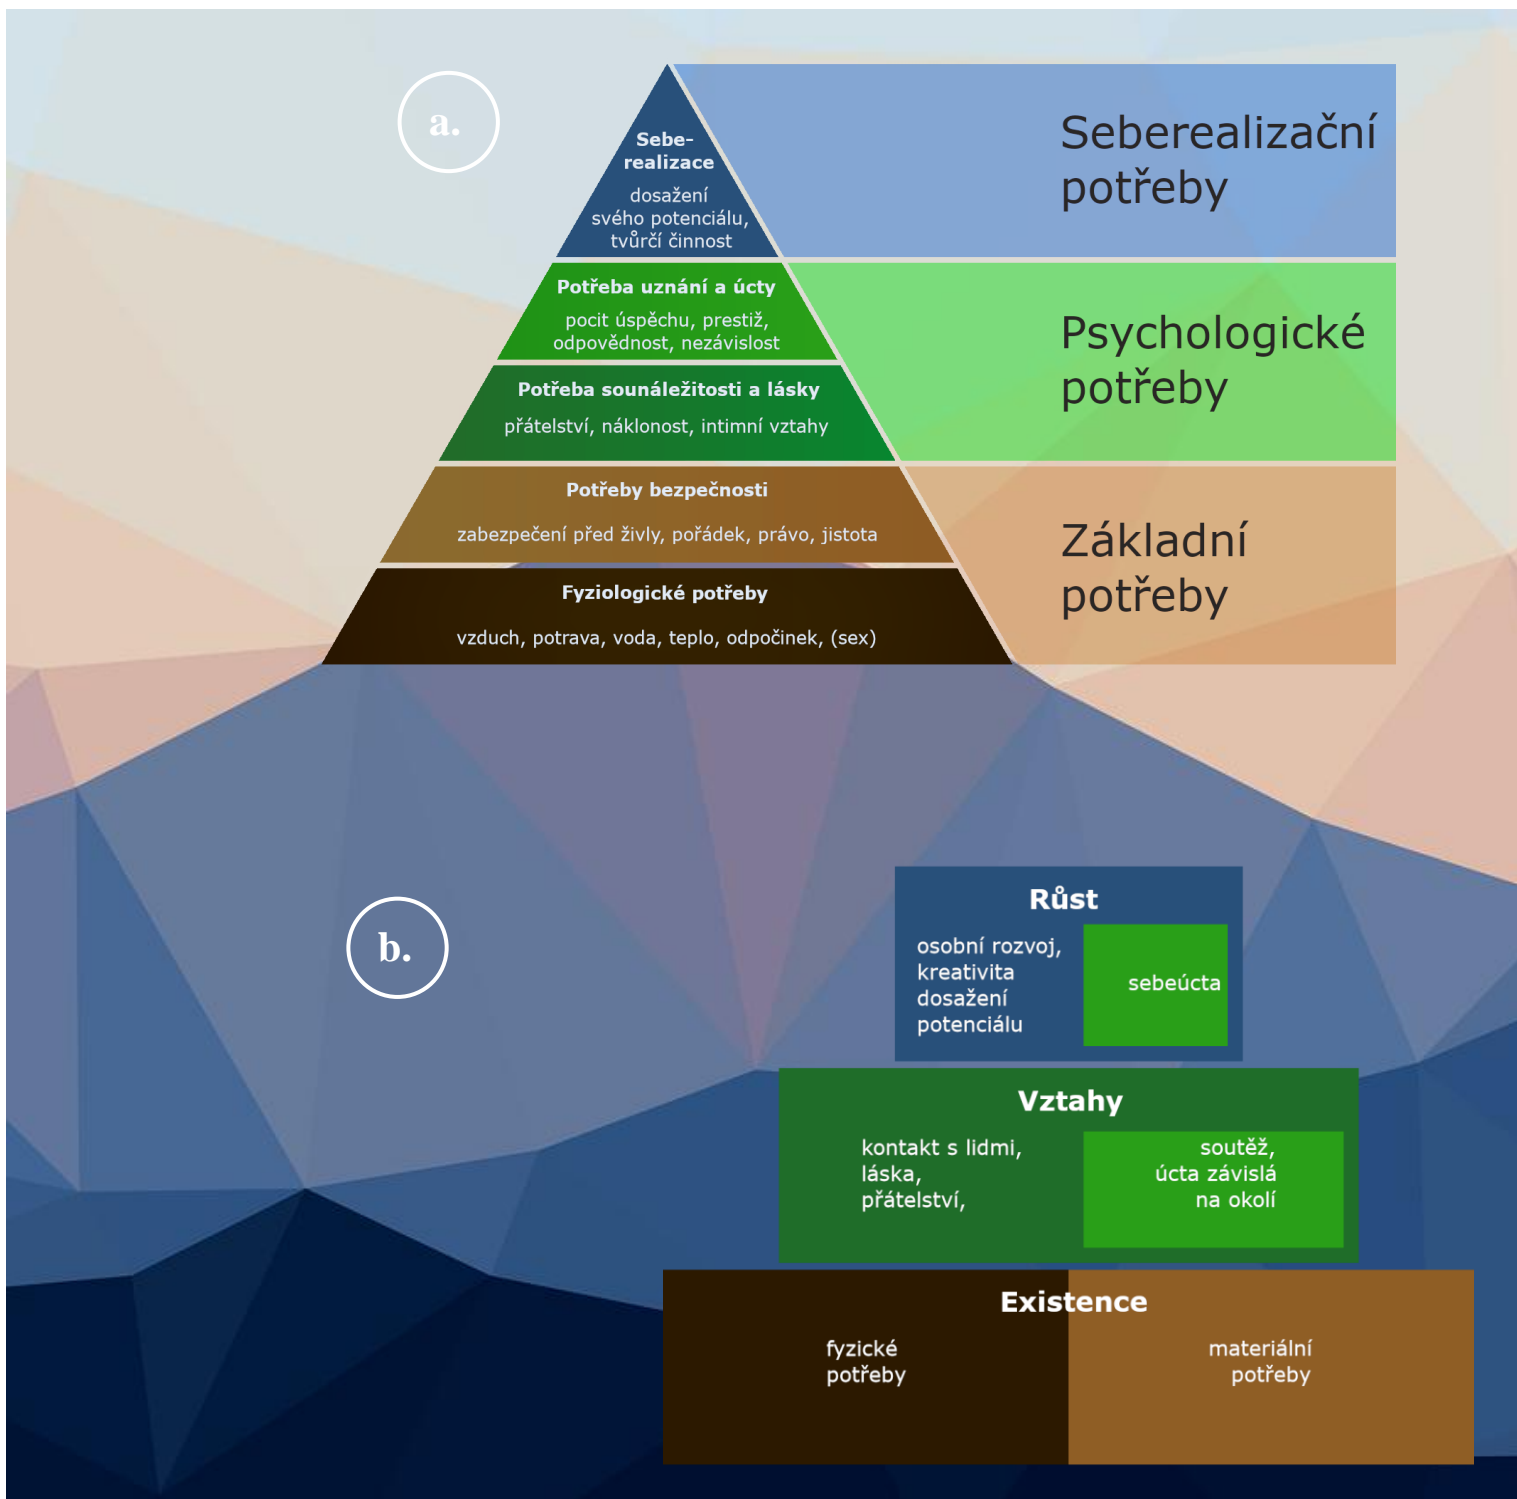 a.
Sebe-
realizace
dosažení
svého potenciálu,
tvůrčí činnost
Seberealizační
potřeby
Potřeba uznání a úcty
pocit úspěchu, prestiž,
odpovědnost, nezávislost
Potřeba sounáležitosti a lásky
přátelství, náklonost, intimní vztahy
Psychologické
potřeby
Potřeby bezpečnosti
zabezpečení před živly, pořádek, právo, jistota
Fyziologické potřeby
vzduch, potrava, voda, teplo, odpočinek, (sex)
Základní
potřeby
b.
Růst
osobní rozvoj,
kreativita
dosažení
potenciálu
sebeúcta
Vztahy
kontakt s lidmi,
láska,
přátelství,
soutěž,
úcta závislá
na okolí
Existence
fyzické
potřeby
materiální
potřeby